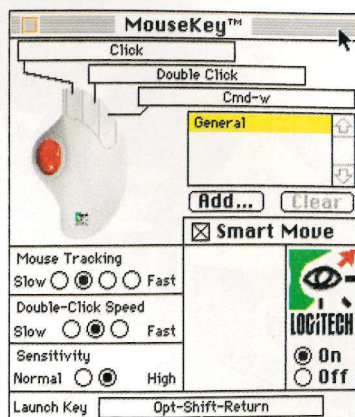 MouseKey™
Click
Double Click
Cmd-w
General
Add... Clear
Smart Move
Mouse Tracking
Slow Fast
Double-Click Speed
Slow Fast
Sensitivity
Normal High
LOGITECH
On
Off
Launch Key Opt-Shift-Return